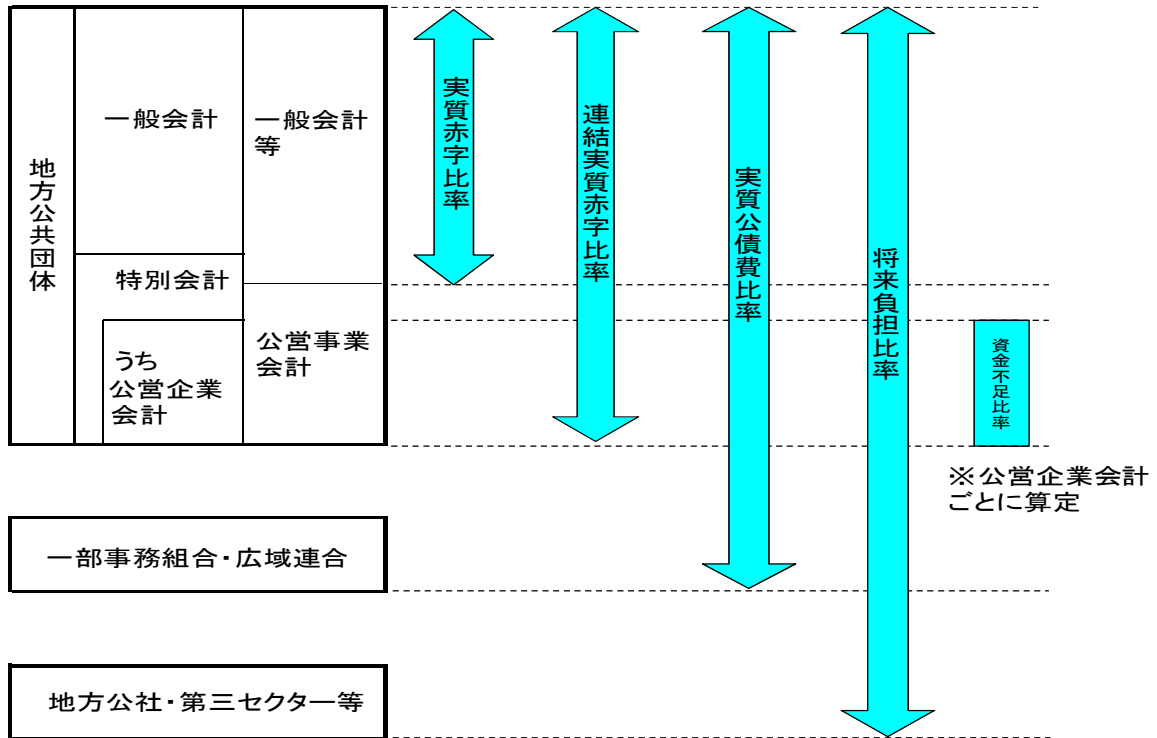 地方公共団体
一般会計
一般会計
等
特別会計
うち
公営企業
会計
公営事業
会計
実質赤字比率
連結実質赤字比率
実質公債費比率
将来負担比率
資金不足比率
※公営企業会計
ごとに算定
一部事務組合・広域連合
地方公社・第三セクター等